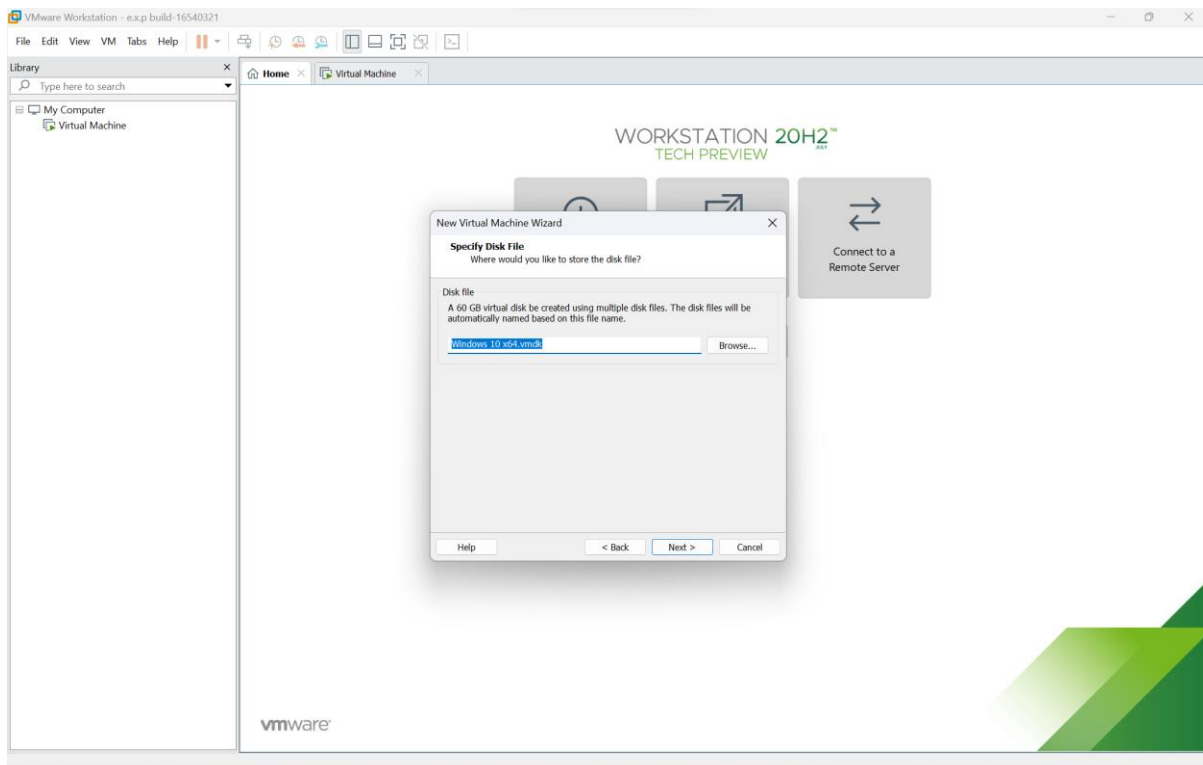 VMware Workstation - e.x.p build-16540321
File Edit View VM Tabs Help
Library
Type here to search
My Computer
Virtual Machine
Home
Virtual Machine
WORKSTATION 20H2™
JULY
TECH PREVIEW
Connect to a
Remote Server
New Virtual Machine Wizard
Specify Disk File
Where would you like to store the disk file?
Disk file
A 60 GB virtual disk be created using multiple disk files. The disk files will be
automatically named based on this file name.
Windows 10 x64.vmdk
Browse...
Help
< Back
Next >
Cancel
vmware